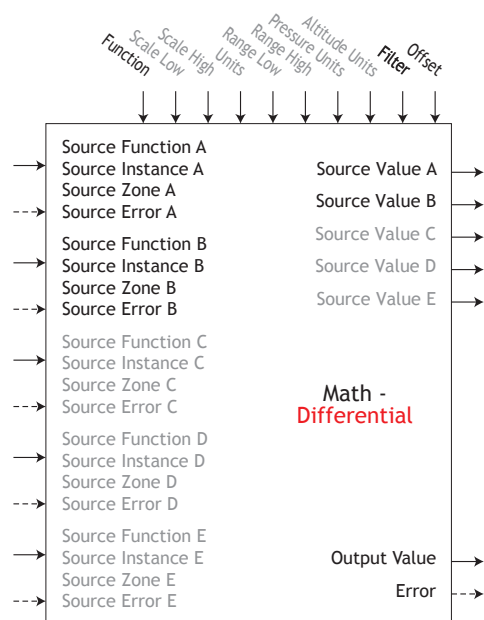 Function
Scale Low
Scale High
Units
Range Low
Range High
Pressure Units
Altitude Units
Filter
Offset
Source Function A
Source Instance A
Source Zone A
Source Error A
Source Function B
Source Instance B
Source Zone B
Source Error B
Source Function C
Source Instance C
Source Zone C
Source Error C
Source Function D
Source Instance D
Source Zone D
Source Error D
Source Function E
Source Instance E
Source Zone E
Source Error E
Source Value A
Source Value B
Source Value C
Source Value D
Source Value E
Math -
Differential
Output Value
Error